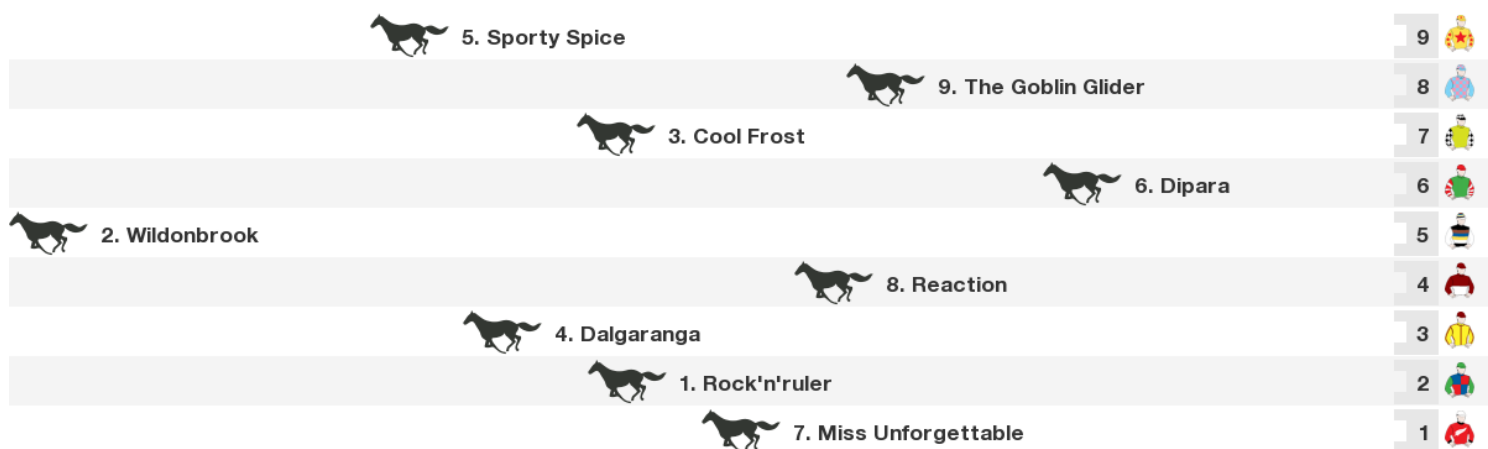 5. Sporty Spice 9
9. The Goblin Glider 8
3. Cool Frost 7
6. Dipara 6
2. Wildonbrook 5
8. Reaction 4
4. Dalgaranga 3
1. Rock'n'ruler 2
7. Miss Unforgettable 1